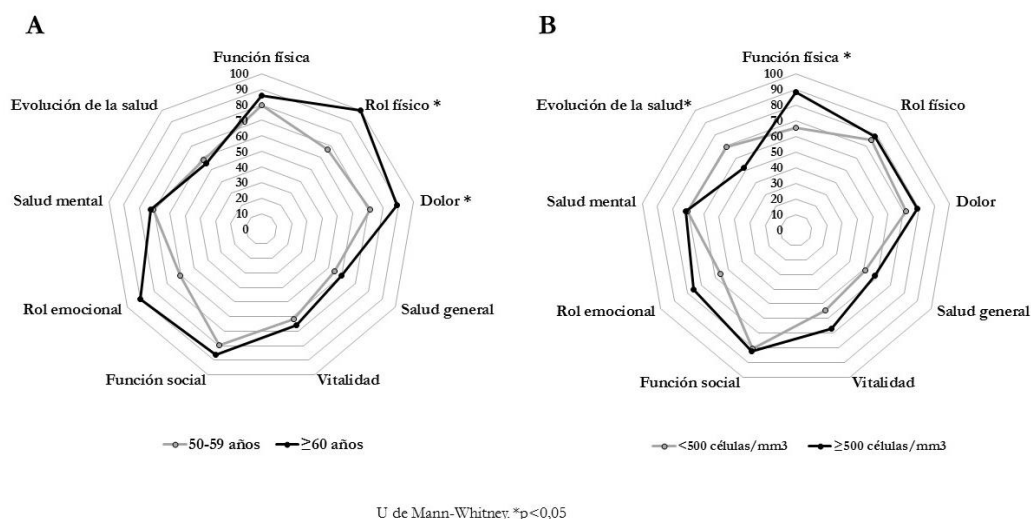 A
Función física
100
90
80
70
60
50
40
30
20
10
0
Rol físico *
Dolor *
Salud general
Vitalidad
Función social
Rol emocional
Salud mental
Evolución de la salud
50-59 años
≥60 años
B
Función física *
100
90
80
70
60
50
40
30
20
10
0
Rol físico
Dolor
Salud general
Vitalidad
Función social
Rol emocional
Salud mental
Evolución de la salud*
<500 células/mm3
≥500 células/mm3
U de Mann-Whitney. *p<0,05